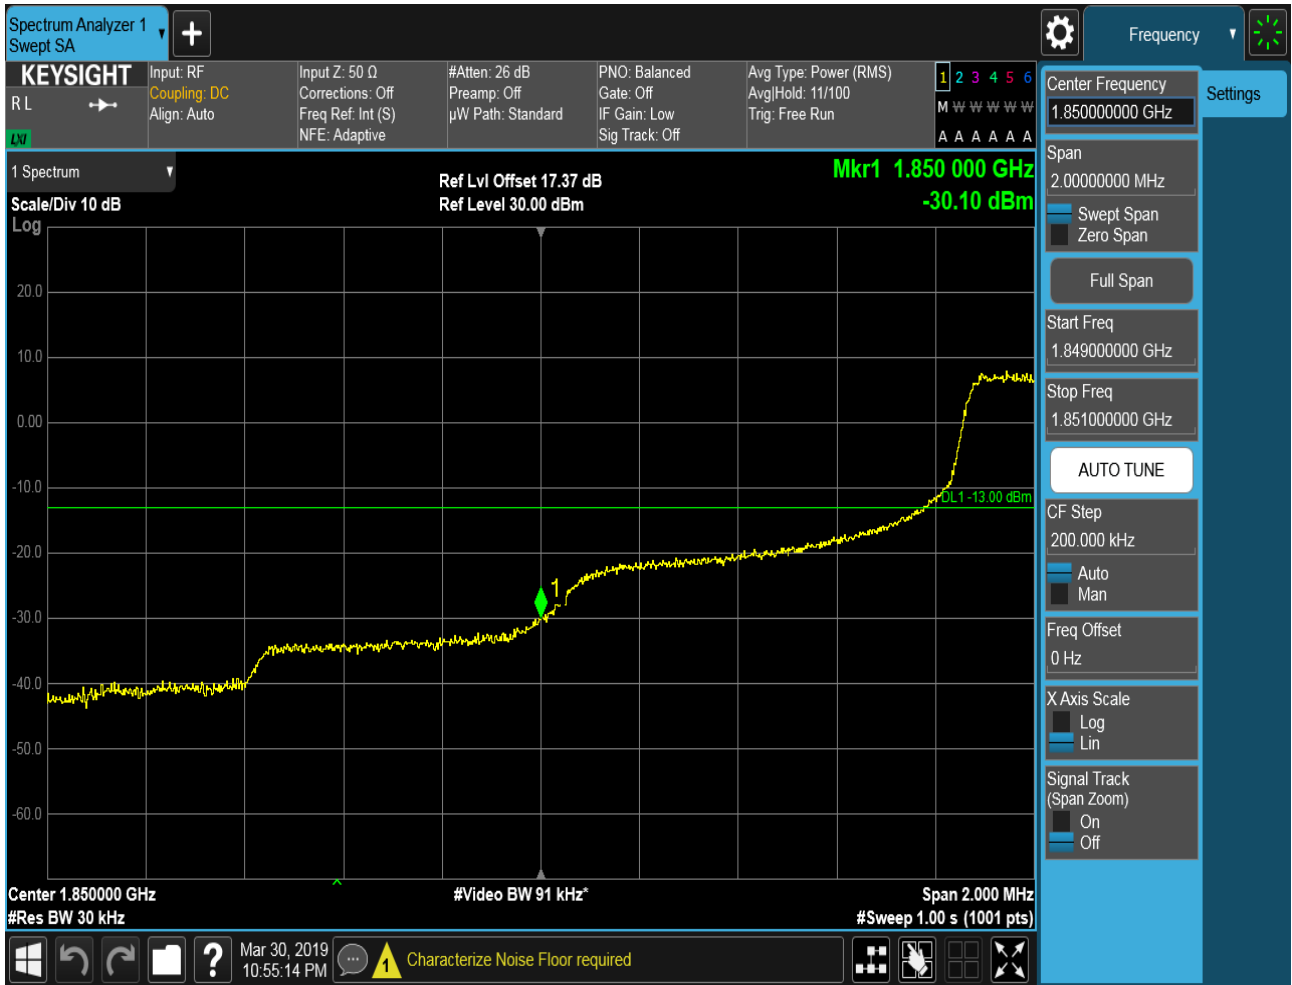 Spectrum Analyzer 1
Swept SA
Frequency
KEYSIGHT
R L
LXI
Input: RF
Coupling: DC
Align: Auto
Input Z: 50 Ω
Corrections: Off
Freq Ref: Int (S)
NFE: Adaptive
#Atten: 26 dB
Preamp: Off
µW Path: Standard
PNO: Balanced
Gate: Off
IF Gain: Low
Sig Track: Off
Avg Type: Power (RMS)
Avg|Hold: 11/100
Trig: Free Run
1 2 3 4 5 6
M W W W W W
A A A A A A
1 Spectrum
Scale/Div 10 dB
Log
Ref Lvl Offset 17.37 dB
Ref Level 30.00 dBm
Mkr1 1.850 000 GHz
-30.10 dBm
20.0
10.0
0.00
-10.0
-20.0
-30.0
-40.0
-50.0
-60.0
DL1 -13.00 dBm
1
Center 1.850000 GHz
#Res BW 30 kHz
#Video BW 91 kHz*
Span 2.000 MHz
#Sweep 1.00 s (1001 pts)
Center Frequency
1.850000000 GHz
Settings
Span
2.00000000 MHz
Swept Span
Zero Span
Full Span
Start Freq
1.849000000 GHz
Stop Freq
1.851000000 GHz
AUTO TUNE
CF Step
200.000 kHz
Auto
Man
Freq Offset
0 Hz
X Axis Scale
Log
Lin
Signal Track
(Span Zoom)
On
Off
?
Mar 30, 2019
10:55:14 PM
1
Characterize Noise Floor required